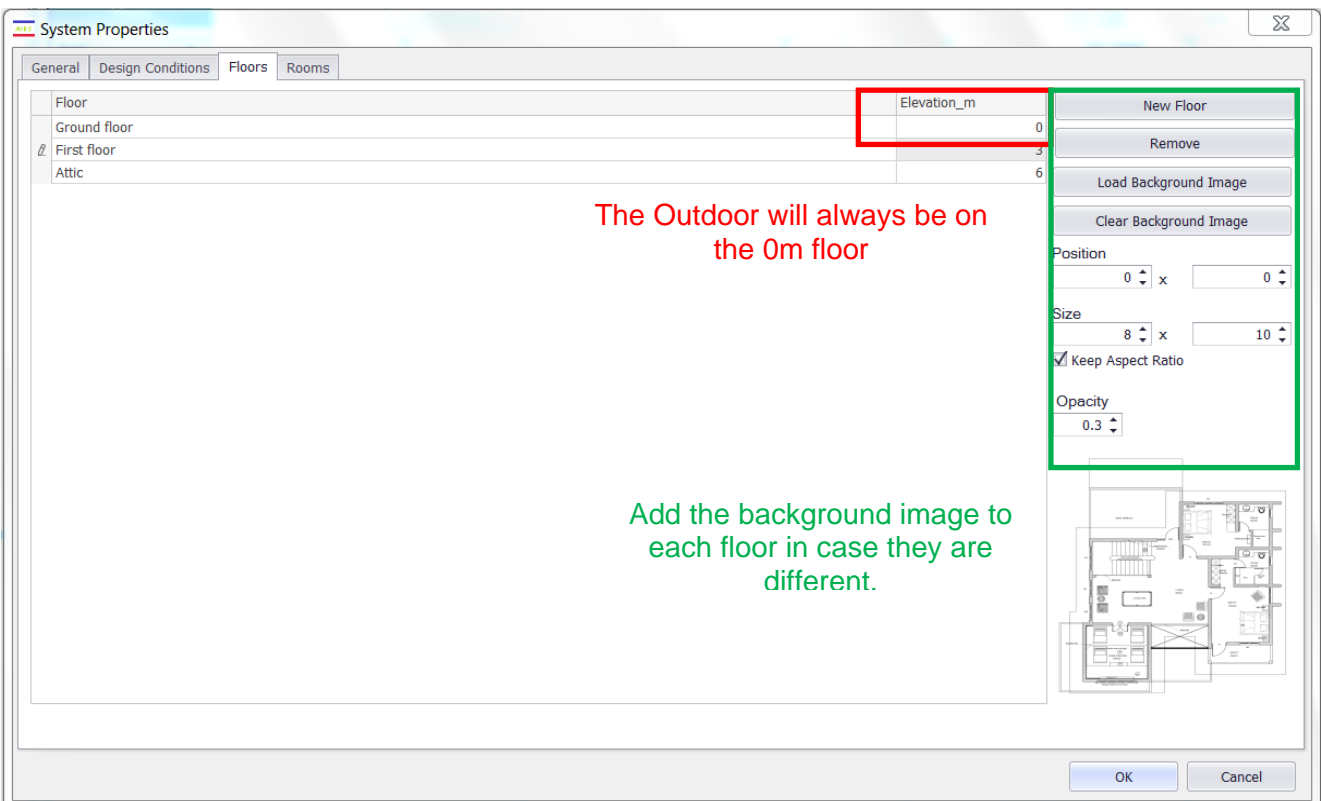 System Properties
General Design Conditions Floors Rooms
Floor Elevation_m
Ground floor 0
First floor 3
Attic 6
New Floor
Remove
Load Background Image
Clear Background Image
Position
0 x 0
Size
8 x 10
Keep Aspect Ratio
Opacity
0.3
The Outdoor will always be on
the 0m floor
Add the background image to
each floor in case they are
different.
OK Cancel